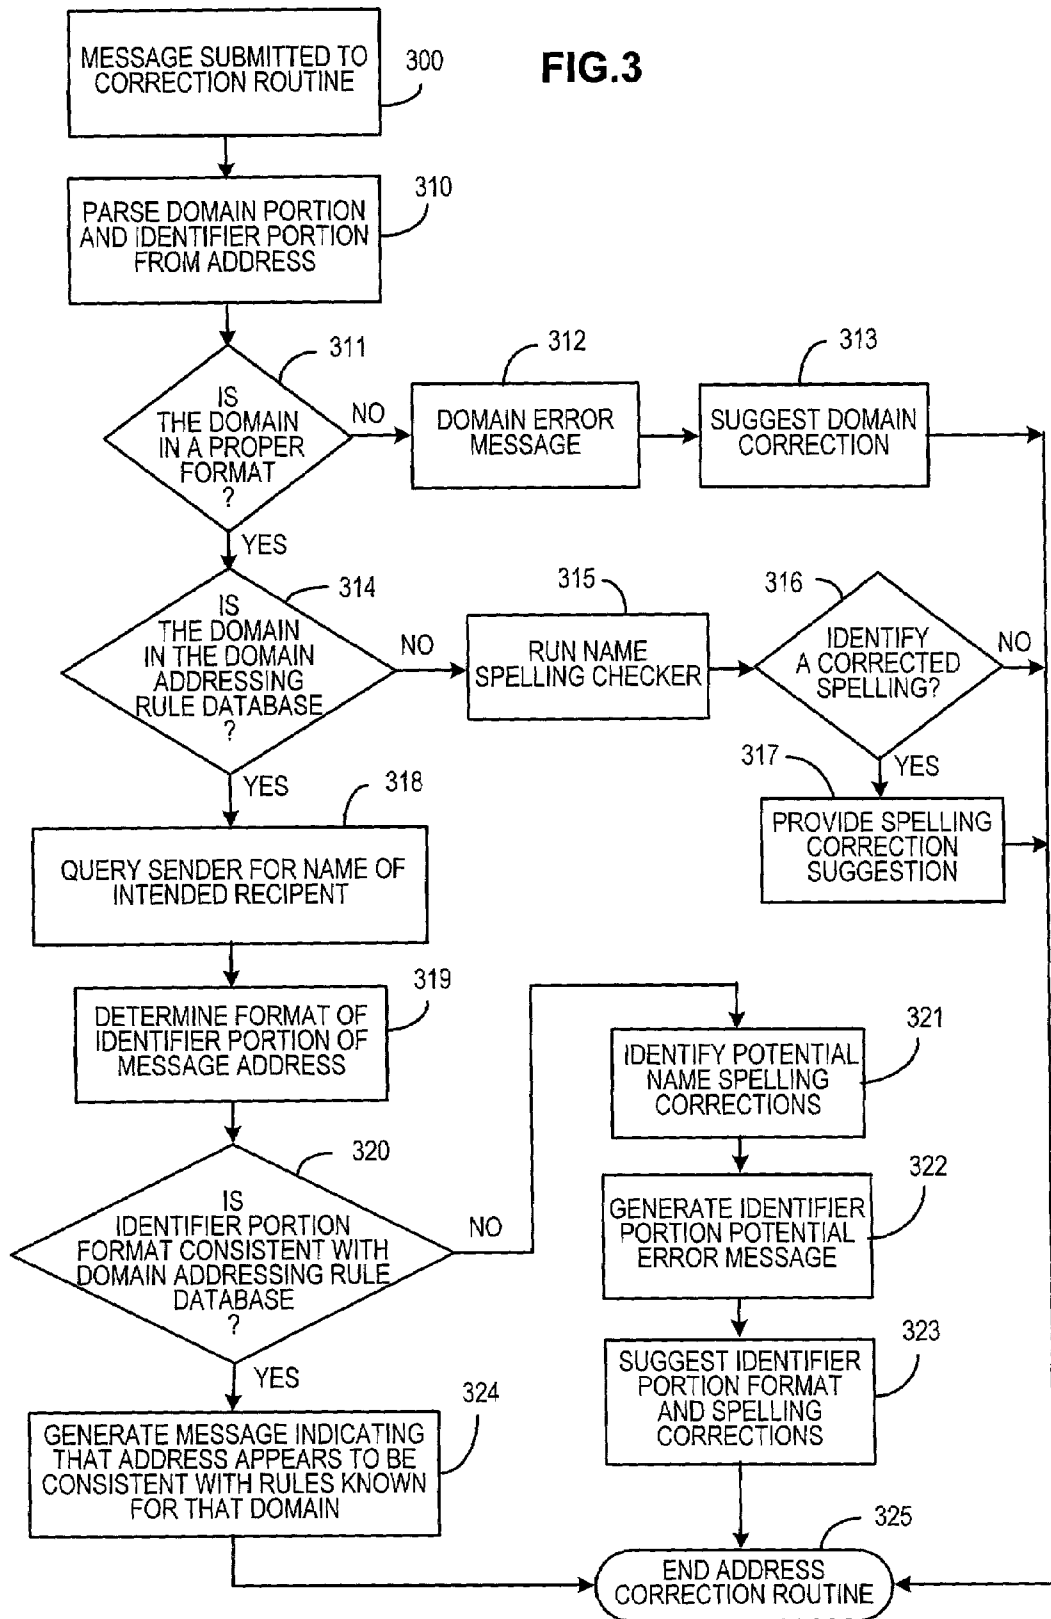 FIG.3
MESSAGE SUBMITTED TO
CORRECTION ROUTINE
300
310
PARSE DOMAIN PORTION
AND IDENTIFIER PORTION
FROM ADDRESS
311
IS
THE DOMAIN
IN A PROPER
FORMAT
?
NO
312
DOMAIN ERROR
MESSAGE
313
SUGGEST DOMAIN
CORRECTION
YES
314
IS
THE DOMAIN
IN THE DOMAIN
ADDRESSING
RULE DATABASE
?
NO
315
RUN NAME
SPELLING CHECKER
316
IDENTIFY
A CORRECTED
SPELLING?
NO
YES
317
PROVIDE SPELLING
CORRECTION
SUGGESTION
YES
318
QUERY SENDER FOR NAME OF
INTENDED RECIPENT
319
DETERMINE FORMAT OF
IDENTIFIER PORTION OF
MESSAGE ADDRESS
320
IS
IDENTIFIER PORTION
FORMAT CONSISTENT WITH
DOMAIN ADDRESSING RULE
DATABASE
?
NO
321
IDENTIFY POTENTIAL
NAME SPELLING
CORRECTIONS
322
GENERATE IDENTIFIER
PORTION POTENTIAL
ERROR MESSAGE
323
SUGGEST IDENTIFIER
PORTION FORMAT
AND SPELLING
CORRECTIONS
YES
324
GENERATE MESSAGE INDICATING
THAT ADDRESS APPEARS TO BE
CONSISTENT WITH RULES KNOWN
FOR THAT DOMAIN
325
END ADDRESS
CORRECTION ROUTINE